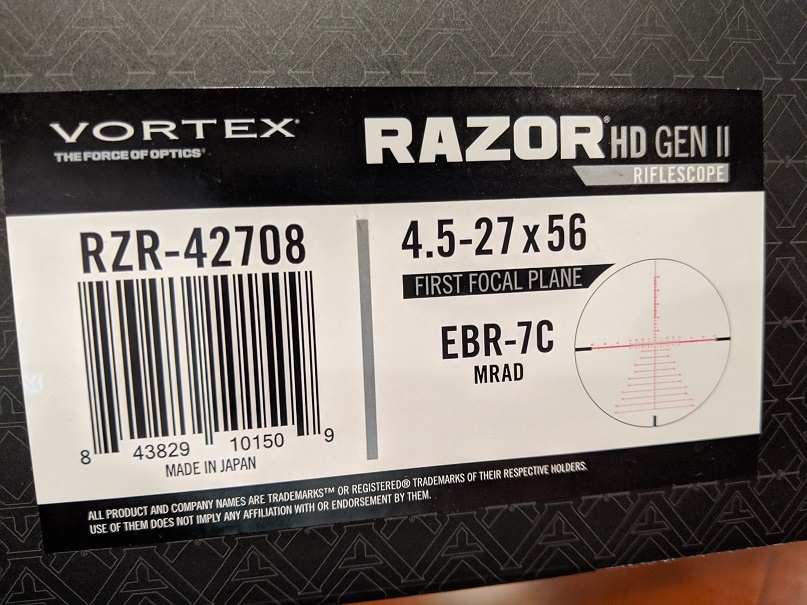 VORTEX®
THE FORCE OF OPTICS®
RAZOR® HD GEN II
RIFLESCOPE
RZR-42708
8 43829 10150 9
MADE IN JAPAN
4.5-27 x 56
FIRST FOCAL PLANE
EBR-7C
MRAD
ALL PRODUCT AND COMPANY NAMES ARE TRADEMARKS™ OR REGISTERED® TRADEMARKS OF THEIR RESPECTIVE HOLDERS.
USE OF THEM DOES NOT IMPLY ANY AFFILIATION WITH OR ENDORSEMENT BY THEM.